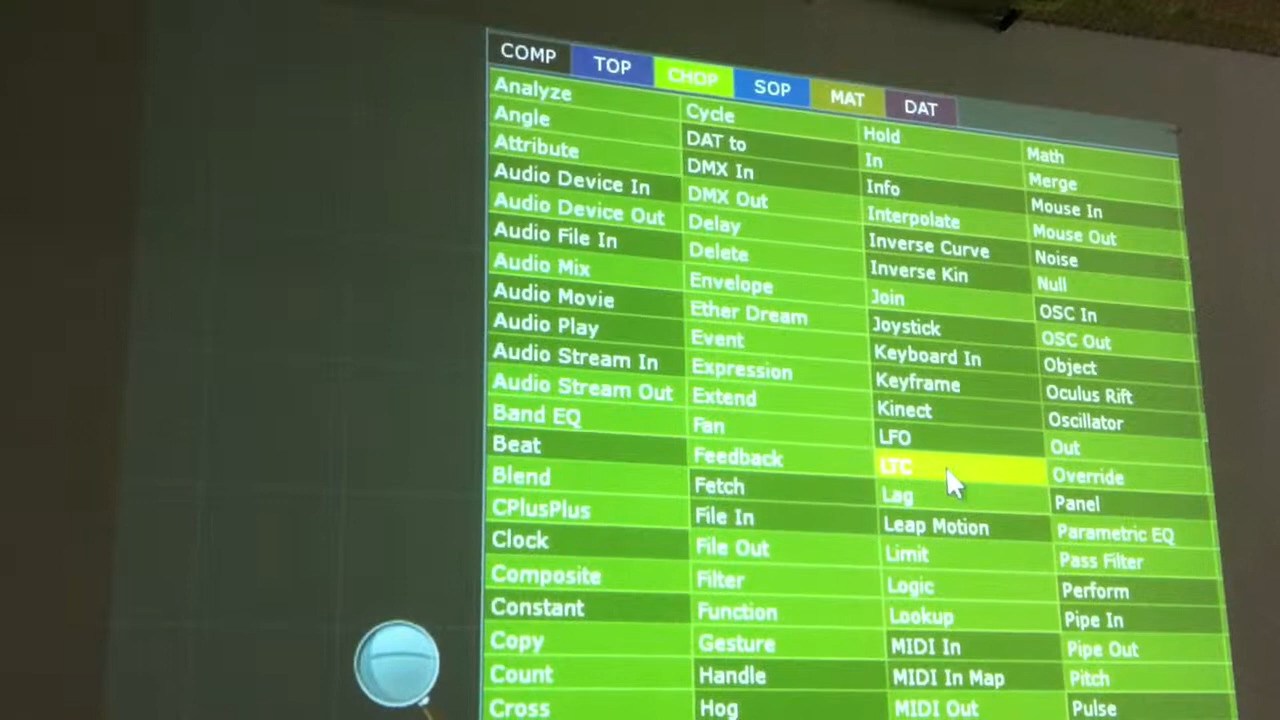 COMP TOP CHOP SOP MAT DAT
Analyze
Angle
Attribute
Audio Device In
Audio Device Out
Audio File In
Audio Mix
Audio Movie
Audio Play
Audio Stream In
Audio Stream Out
Band EQ
Beat
Blend
CPlusPlus
Clock
Composite
Constant
Copy
Count
Cross
Cycle
DAT to
DMX In
DMX Out
Delay
Delete
Envelope
Ether Dream
Event
Expression
Extend
Fan
Feedback
Fetch
File In
File Out
Filter
Function
Gesture
Handle
Hog
Hold
In
Info
Interpolate
Inverse Curve
Inverse Kin
Join
Joystick
Keyboard In
Keyframe
Kinect
LFO
LTC
Lag
Leap Motion
Limit
Logic
Lookup
MIDI In
MIDI In Map
MIDI Out
Math
Merge
Mouse In
Mouse Out
Noise
Null
OSC In
OSC Out
Object
Oculus Rift
Oscillator
Out
Override
Panel
Parametric EQ
Pass Filter
Perform
Pipe In
Pipe Out
Pitch
Pulse